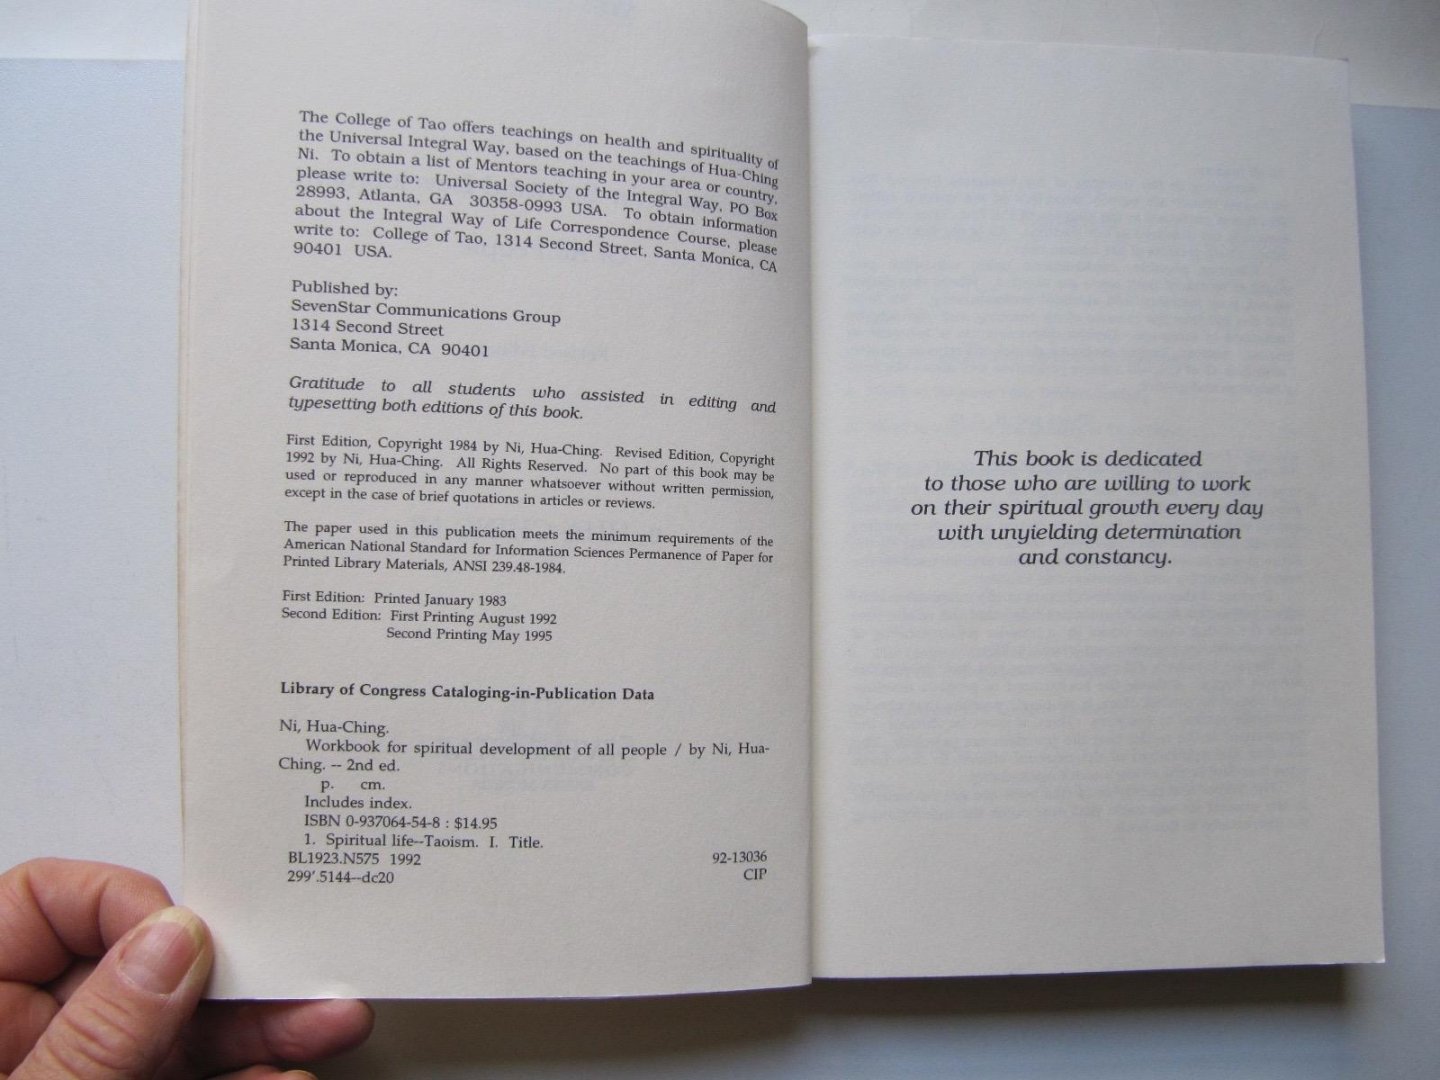 The College of Tao offers teachings on health and spirituality of
the Universal Integral Way, based on the teachings of Hua-Ching
Ni. To obtain a list of Mentors teaching in your area or country,
please write to: Universal Society of the Integral Way, PO Box
28993, Atlanta, GA 30358-0993 USA. To obtain information
about the Integral Way of Life Correspondence Course, please
write to: College of Tao, 1314 Second Street, Santa Monica, CA
90401 USA.
Published by:
SevenStar Communications Group
1314 Second Street
Santa Monica, CA 90401
Gratitude to all students who assisted in editing and
typesetting both editions of this book.
First Edition, Copyright 1984 by Ni, Hua-Ching. Revised Edition, Copyright
1992 by Ni, Hua-Ching. All Rights Reserved. No part of this book may be
used or reproduced in any manner whatsoever without written permission,
except in the case of brief quotations in articles or reviews.
The paper used in this publication meets the minimum requirements of the
American National Standard for Information Sciences Permanence of Paper for
Printed Library Materials, ANSI 239.48-1984.
First Edition: Printed January 1983
Second Edition: First Printing August 1992
Second Printing May 1995
Library of Congress Cataloging-in-Publication Data
Ni, Hua-Ching.
Workbook for spiritual development of all people / by Ni, Hua-
Ching. -- 2nd ed.
p. cm.
Includes index.
ISBN 0-937064-54-8 : $14.95
1. Spiritual life--Taoism. I. Title.
BL1923.N575 1992 92-13036
299'.5144--dc20 CIP
This book is dedicated
to those who are willing to work
on their spiritual growth every day
with unyielding determination
and constancy.